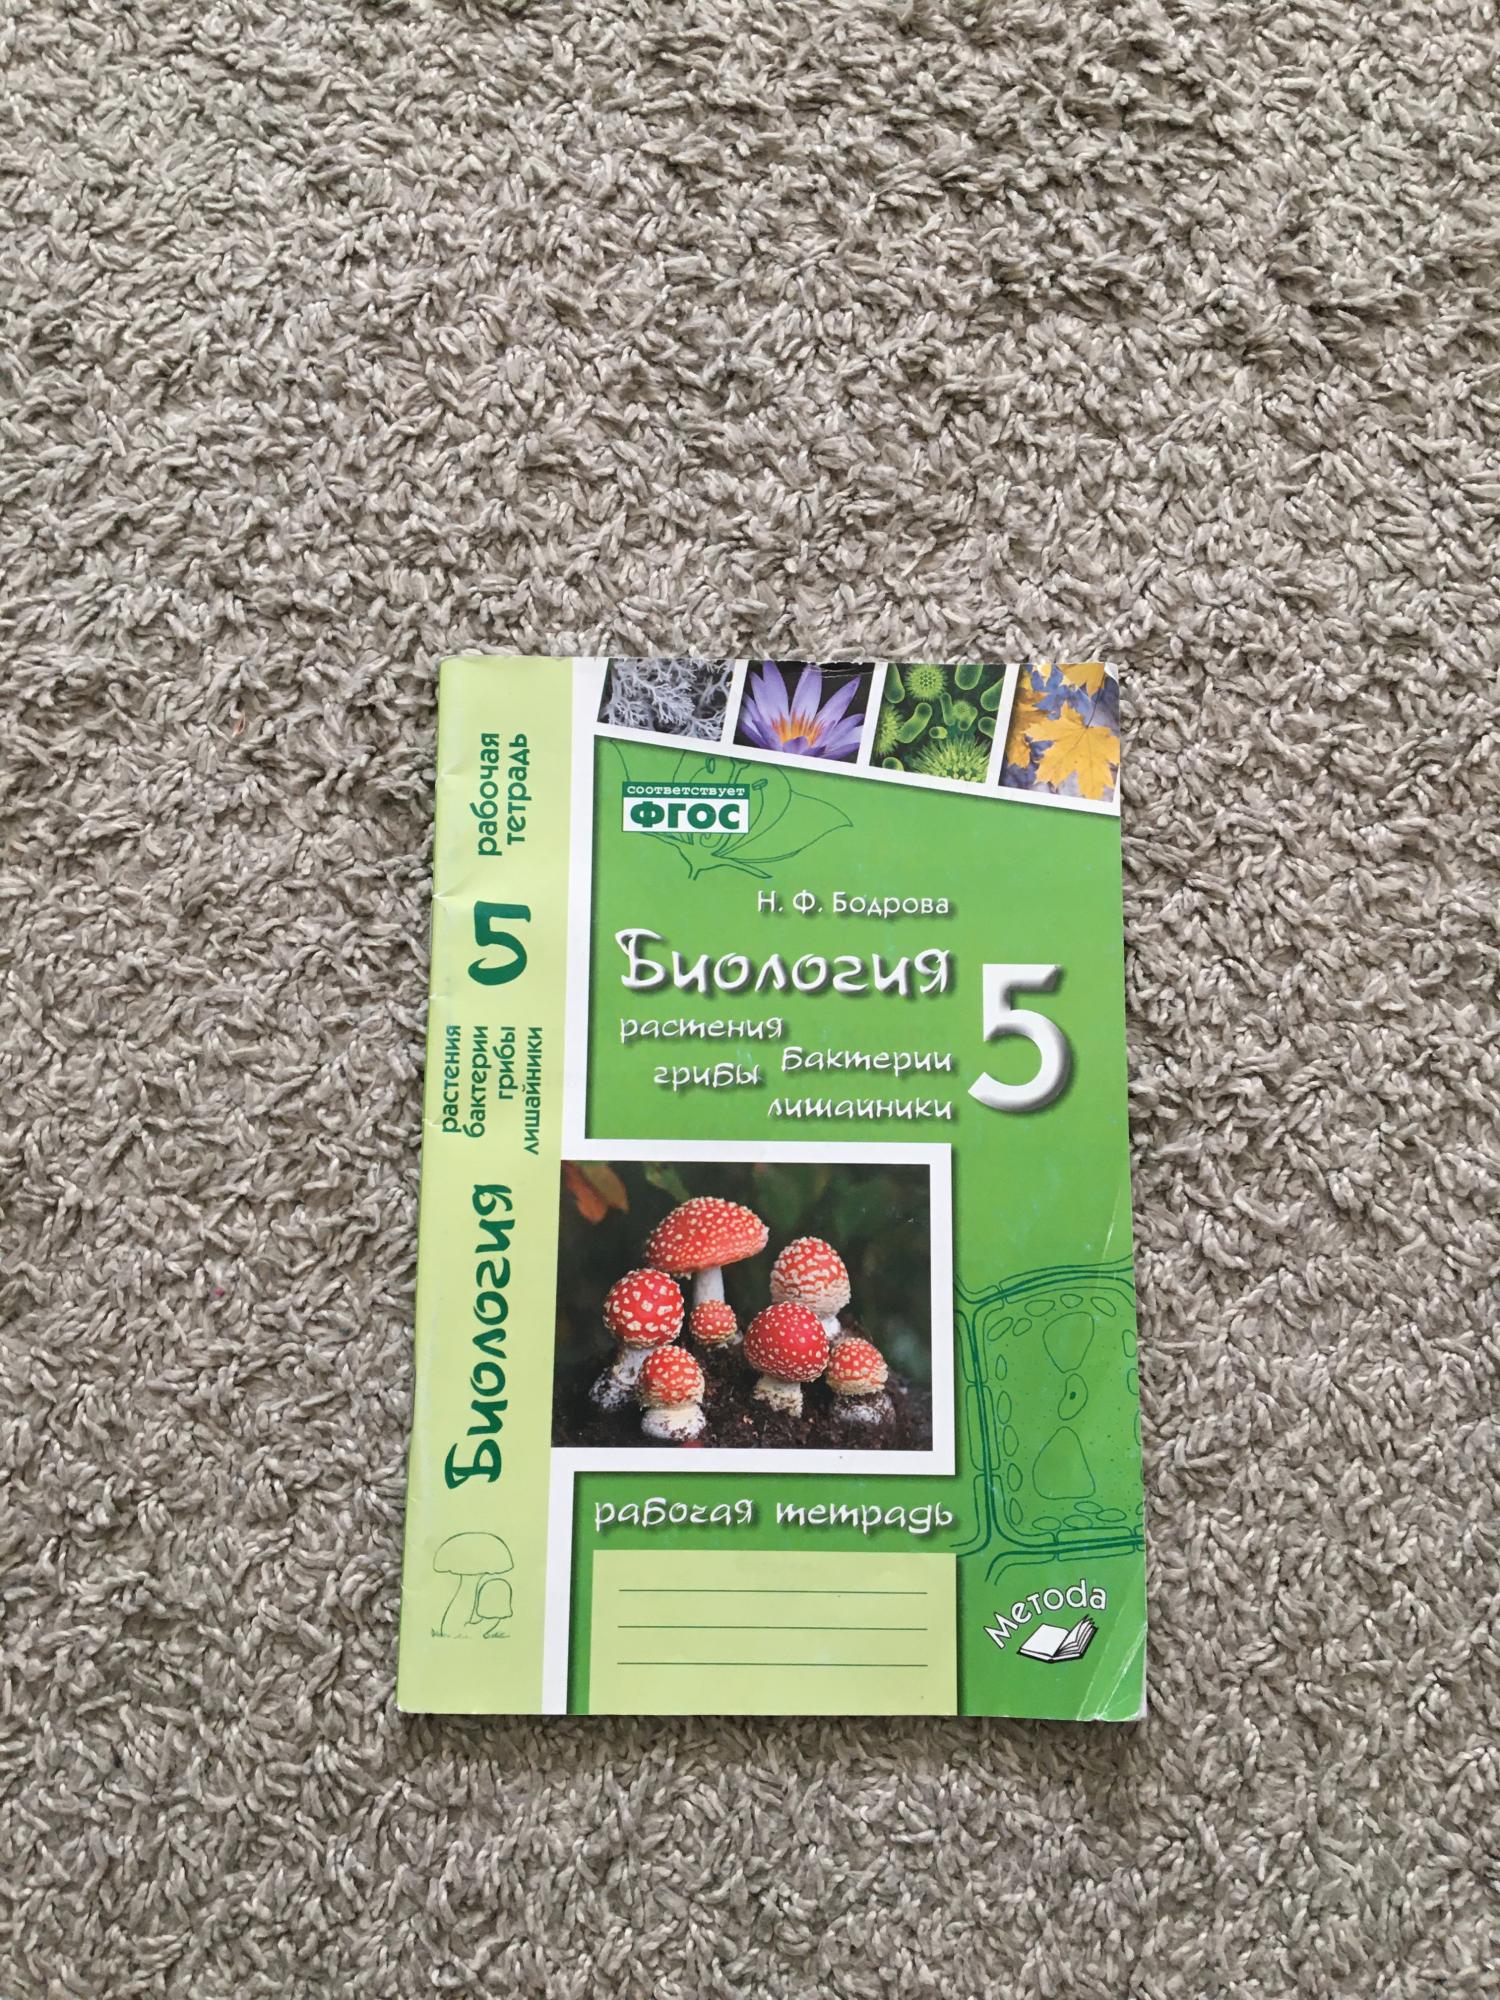 соответствует
ФГОС
Н. Ф. Бодрова
Биология
5
растения
бактерии
грибы
лишайники
рабочая тетрадь
Метода
Биология
растения
бактерии
грибы
лишайники
5
рабочая
тетрадь